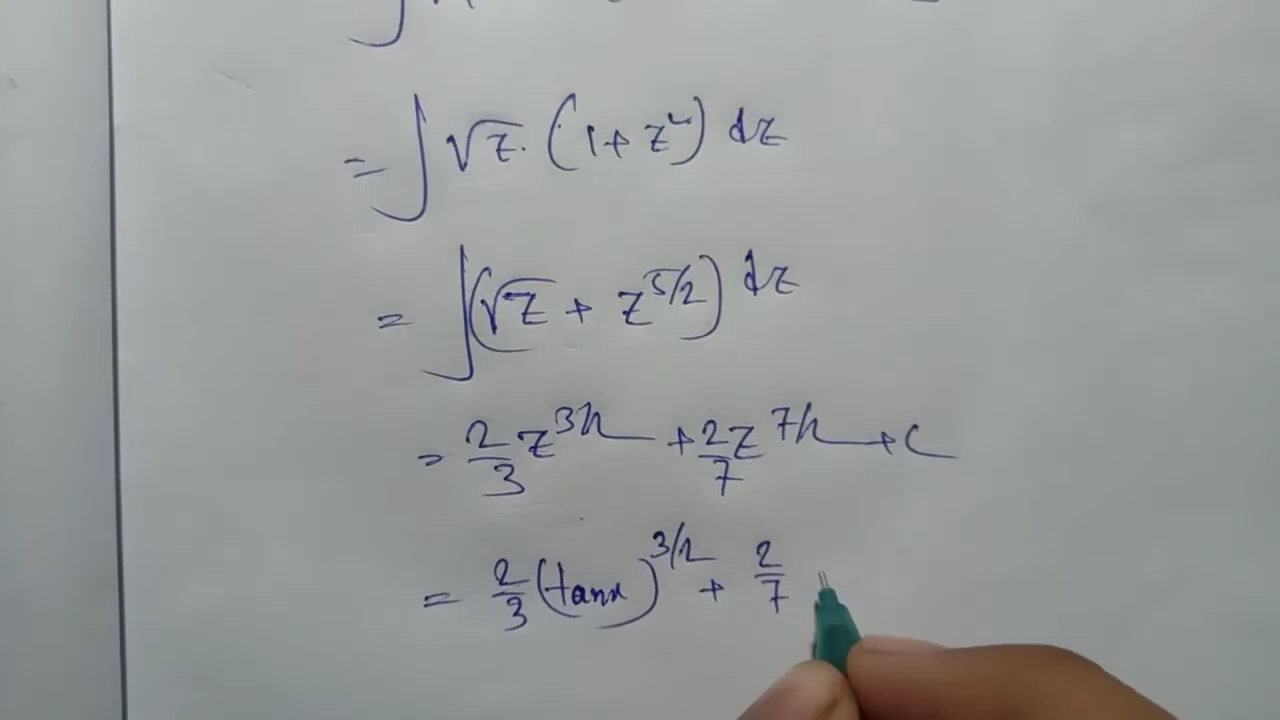 = ∫ √z. (1+z²) dz
= ∫(√z + z^5/2) dz
= 2/3 z^3/2 + 2/7 z^7/2 + c
= 2/3 (tanx)^3/2 + 2/7